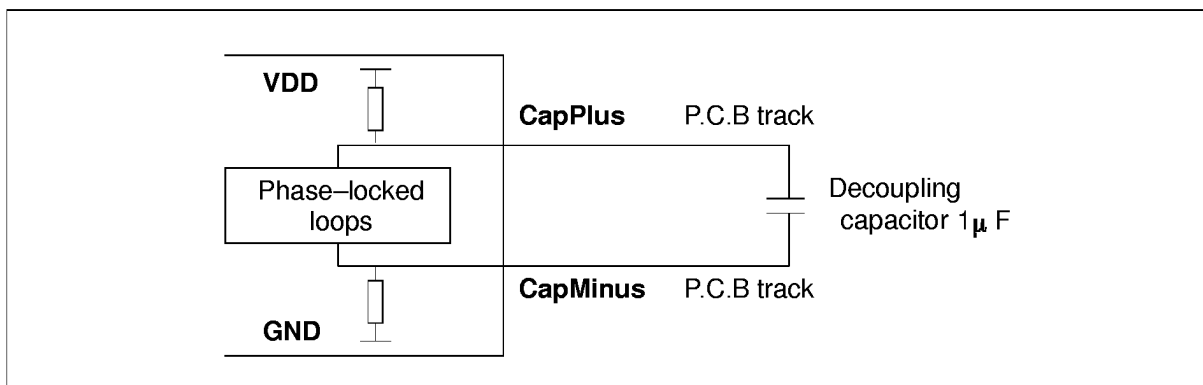 VDD
CapPlus P.C.B track
Phase–locked
loops
Decoupling
capacitor 1μ F
CapMinus P.C.B track
GND